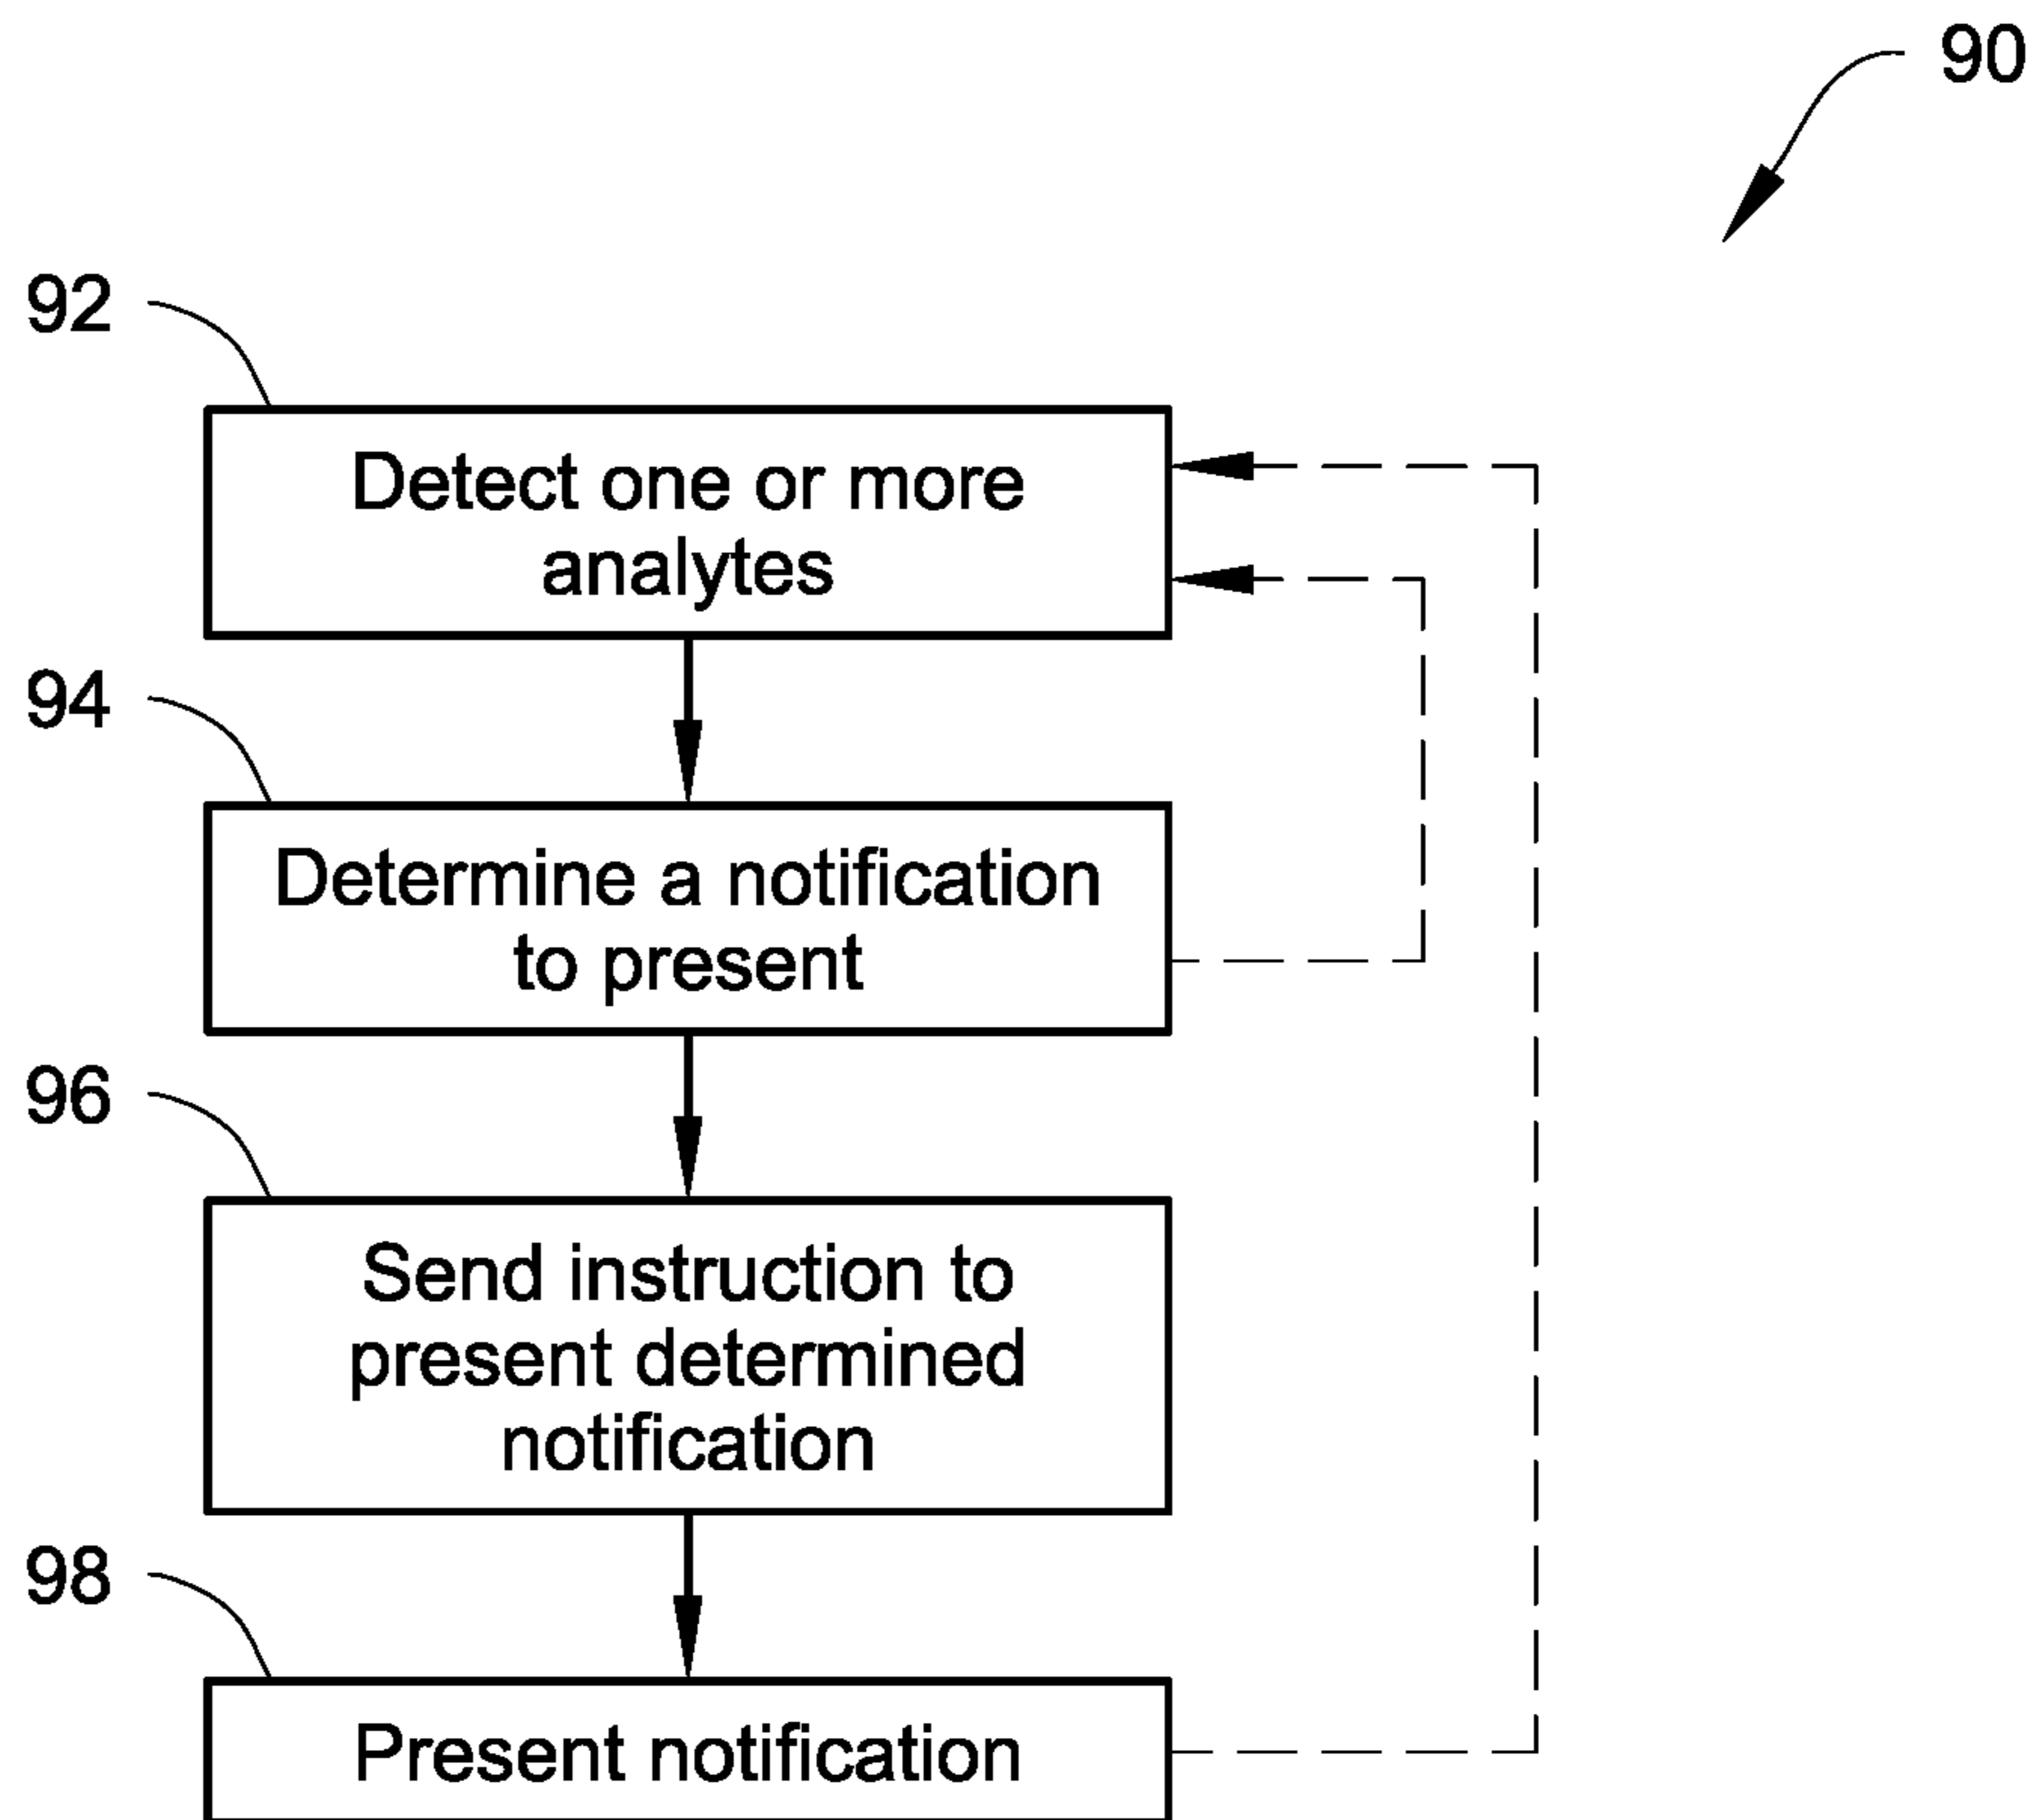 90
92
Detect one or more
analytes
94
Determine a notification
to present
96
Send instruction to
present determined
notification
98
Present notification